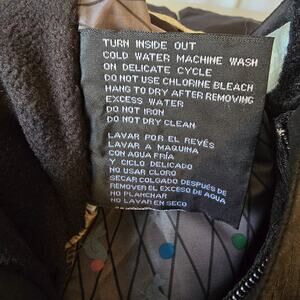 TURN INSIDE OUT
COLD WATER MACHINE WASH
ON DELICATE CYCLE
DO NOT USE CHLORINE BLEACH
HANG TO DRY AFTER REMOVING
EXCESS WATER
DO NOT IRON
DO NOT DRY CLEAN
LAVAR POR EL REVÉS
LAVAR A MAQUINA
CON AGUA FRÍA
Y CICLO DELICADO
NO USAR CLORO
SECAR COLGADO DESPUÉS DE
REMOVER EL EXCESO DE AGUA
NO PLANCHAR
NO LAVAR EN SECO